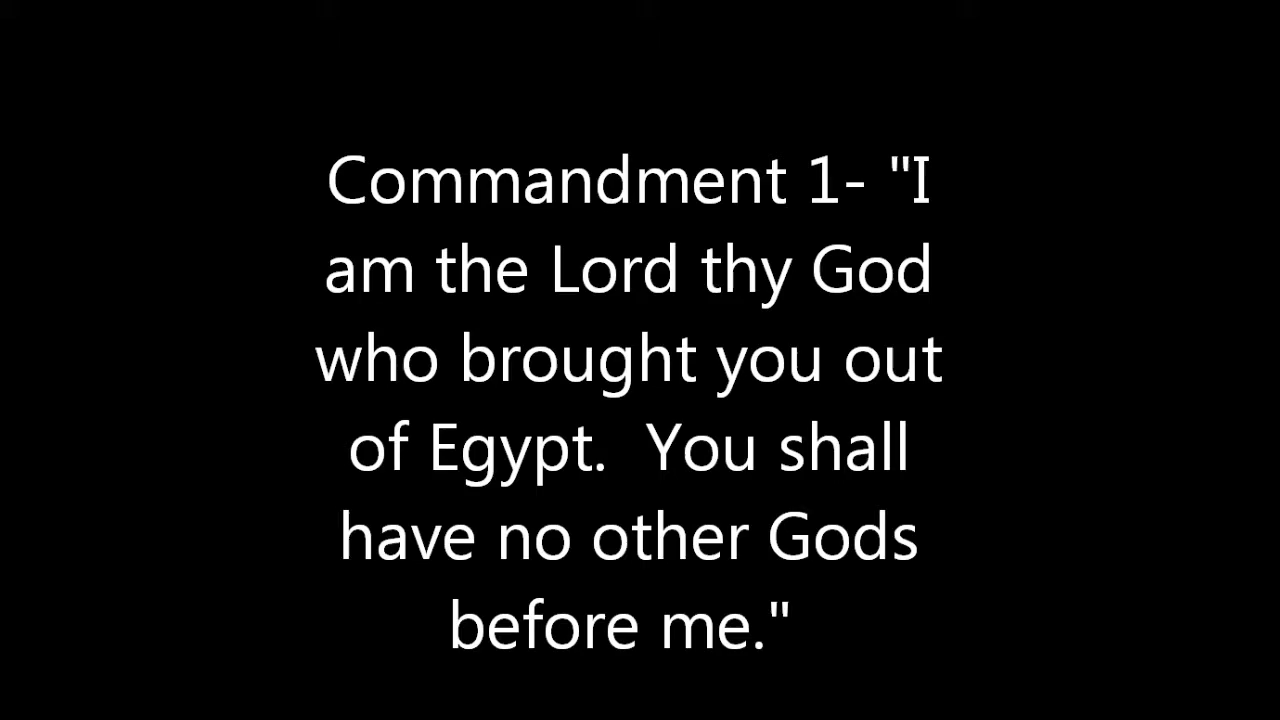 Commandment 1- "I
am the Lord thy God
who brought you out
of Egypt.  You shall
have no other Gods
before me."